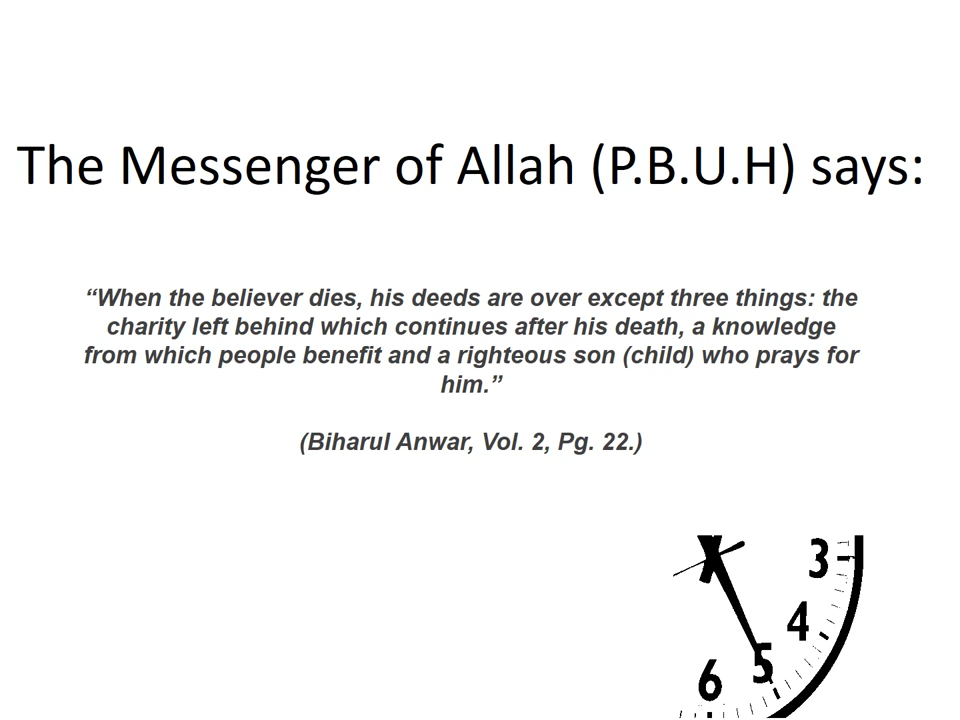 The Messenger of Allah (P.B.U.H) says:
“When the believer dies, his deeds are over except three things: the
charity left behind which continues after his death, a knowledge
from which people benefit and a righteous son (child) who prays for
him.”
(Biharul Anwar, Vol. 2, Pg. 22.)
3
4
5
6